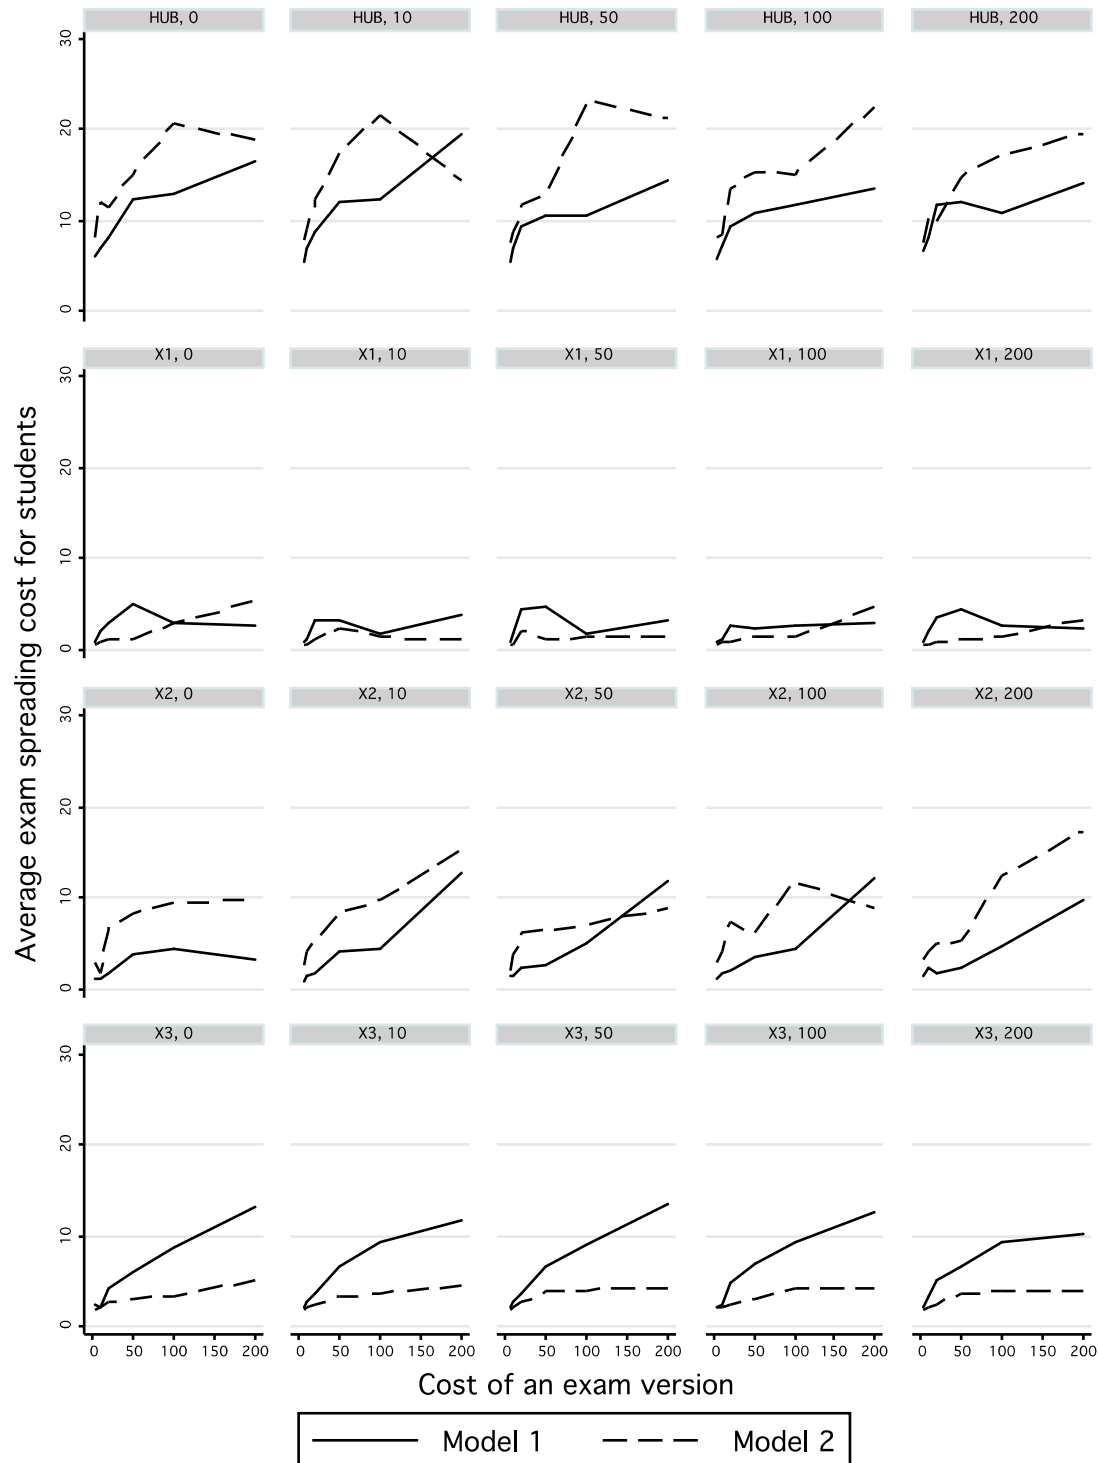 HUB, 0 HUB, 10 HUB, 50 HUB, 100 HUB, 200
30
20
10
0
X1, 0 X1, 10 X1, 50 X1, 100 X1, 200
30
20
10
0
X2, 0 X2, 10 X2, 50 X2, 100 X2, 200
30
20
10
0
X3, 0 X3, 10 X3, 50 X3, 100 X3, 200
30
20
10
0
Average exam spreading cost for students
0 50 100 150 200 0 50 100 150 200 0 50 100 150 200 0 50 100 150 200 0 50 100 150 200
Cost of an exam version
Model 1 Model 2